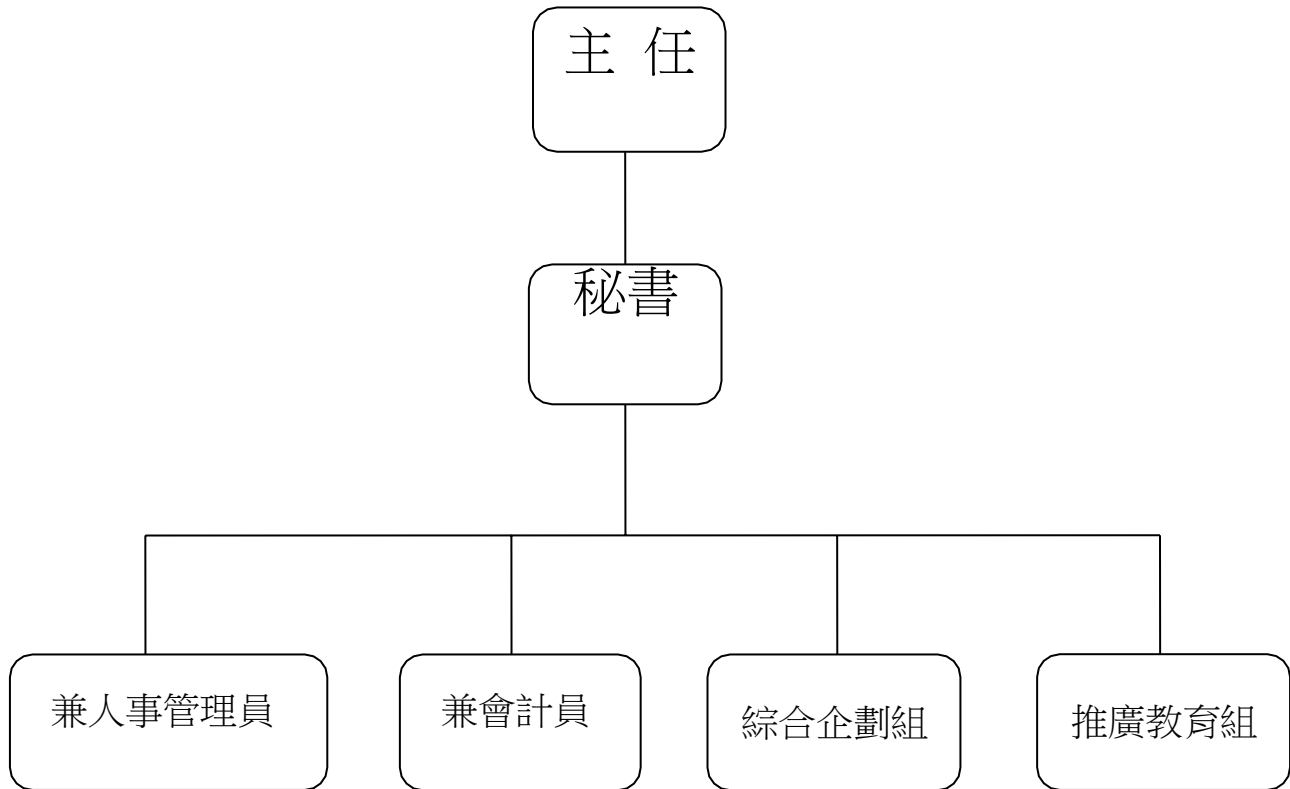 主 任
秘書
兼人事管理員
兼會計員
綜合企劃組
推廣教育組